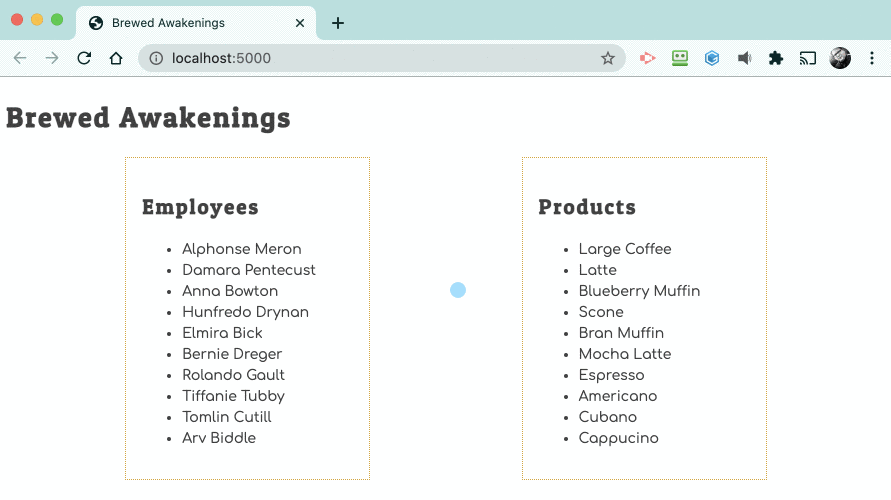 Brewed Awakenings
localhost:5000
Brewed Awakenings
Employees
Alphonse Meron
Damara Pentecust
Anna Bowton
Hunfredo Drynan
Elmira Bick
Bernie Dreger
Rolando Gault
Tiffanie Tubby
Tomlin Cutill
Arv Biddle
Products
Large Coffee
Latte
Blueberry Muffin
Scone
Bran Muffin
Mocha Latte
Espresso
Americano
Cubano
Cappucino